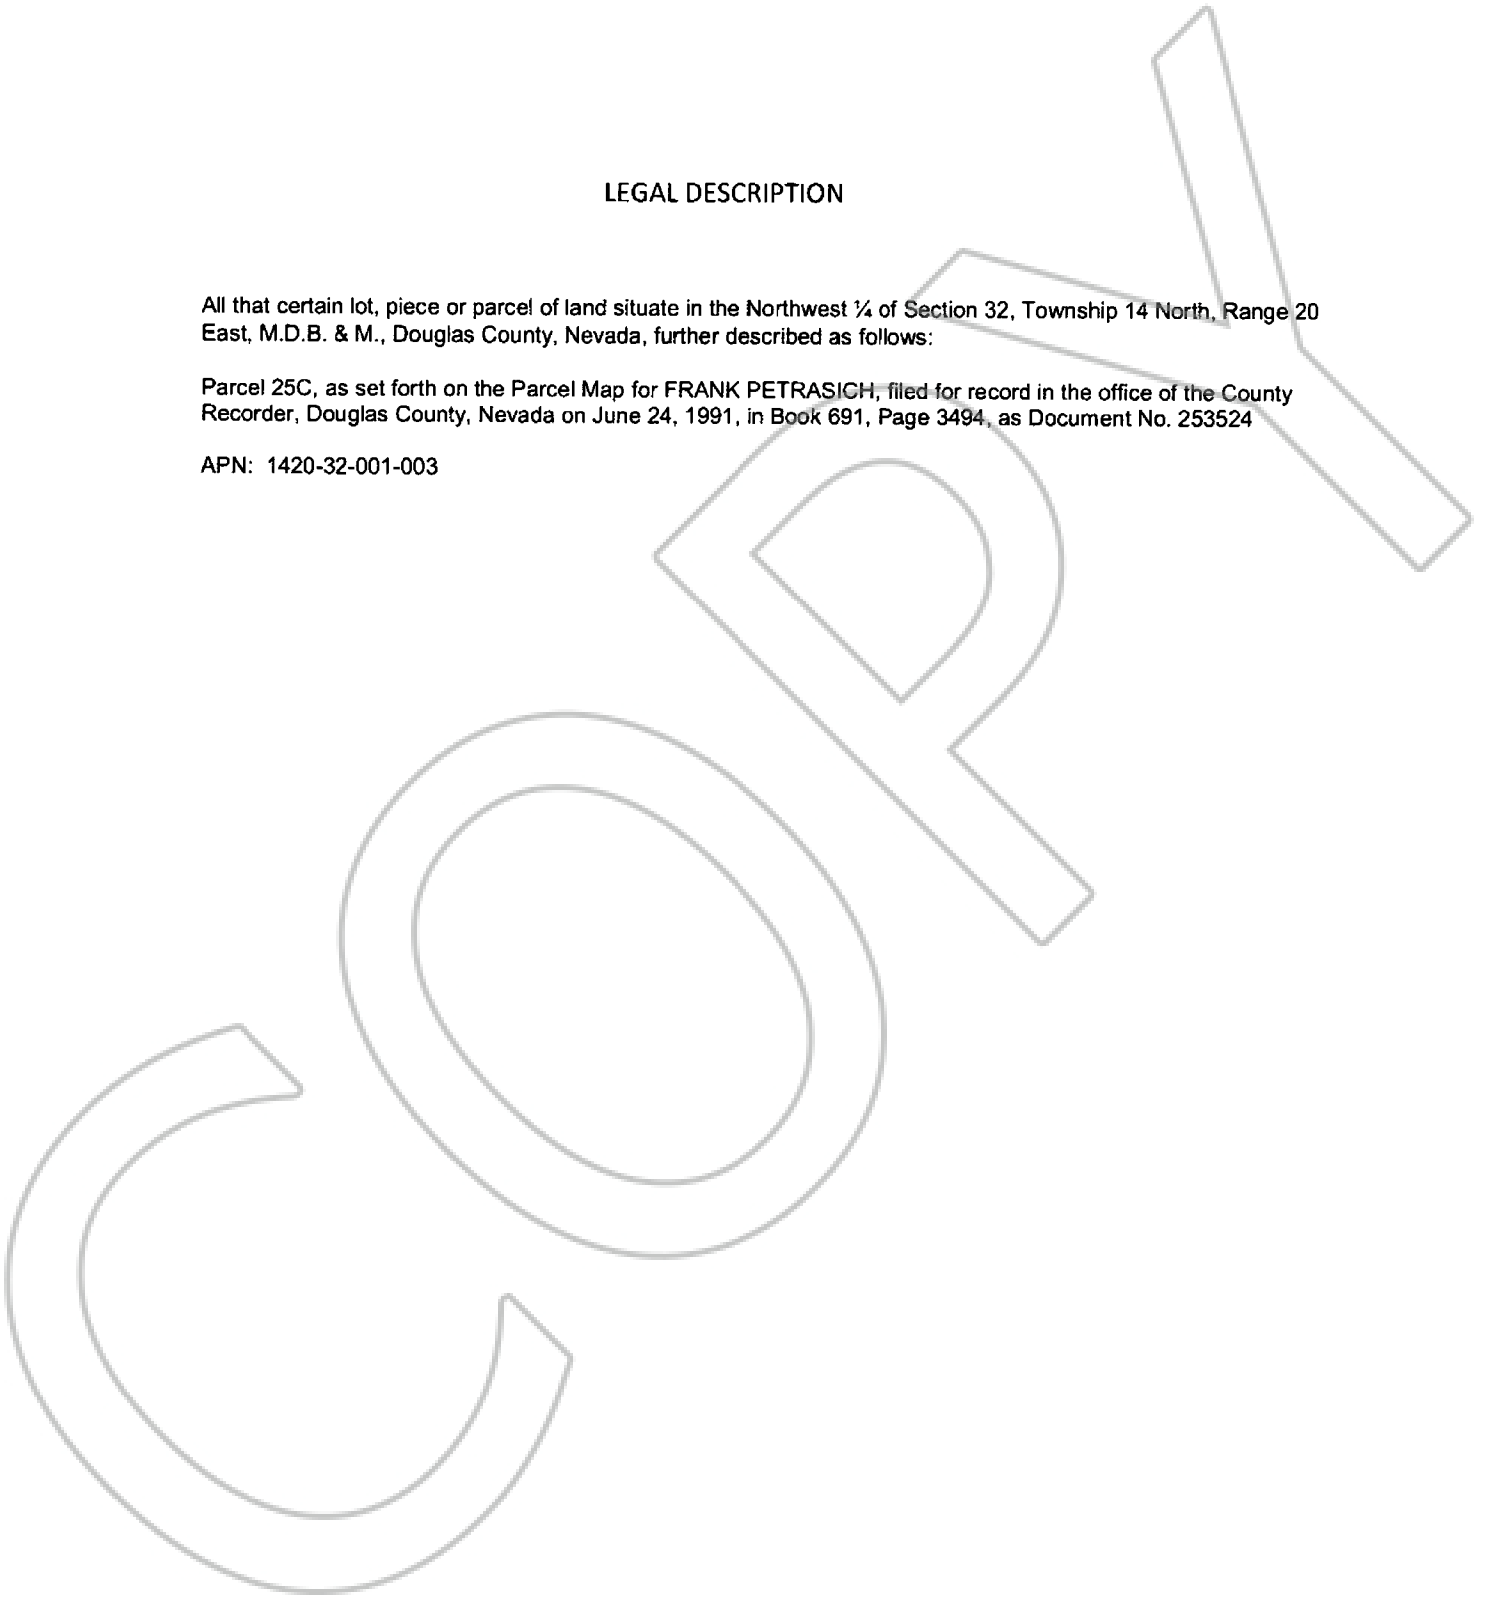 LEGAL DESCRIPTION
All that certain lot, piece or parcel of land situate in the Northwest ¼ of Section 32, Township 14 North, Range 20
East, M.D.B. & M., Douglas County, Nevada, further described as follows:
Parcel 25C, as set forth on the Parcel Map for FRANK PETRASICH, filed for record in the office of the County
Recorder, Douglas County, Nevada on June 24, 1991, in Book 691, Page 3494, as Document No. 253524
APN: 1420-32-001-003
COPY